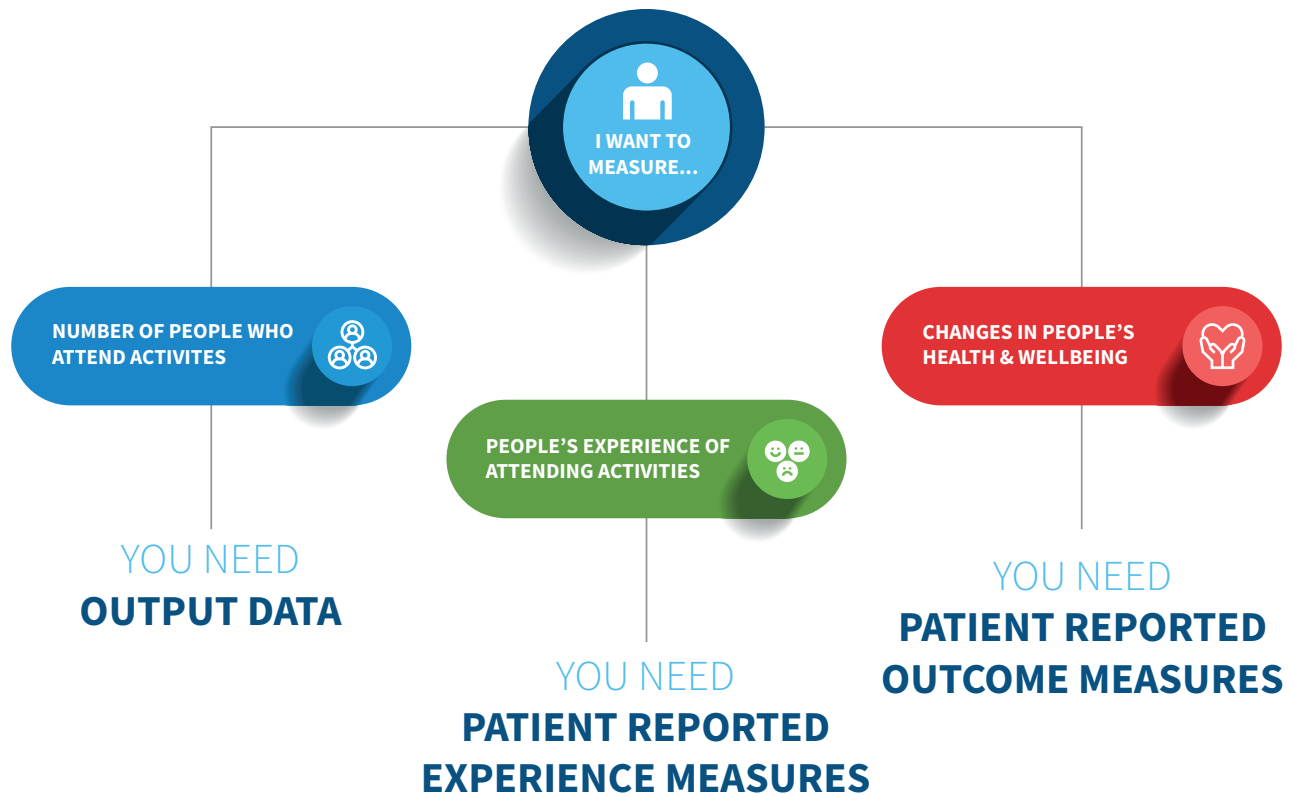 I WANT TO
MEASURE...
NUMBER OF PEOPLE WHO
ATTEND ACTIVITES
YOU NEED
OUTPUT DATA
PEOPLE’S EXPERIENCE OF
ATTENDING ACTIVITIES
YOU NEED
PATIENT REPORTED
EXPERIENCE MEASURES
CHANGES IN PEOPLE’S
HEALTH & WELLBEING
YOU NEED
PATIENT REPORTED
OUTCOME MEASURES